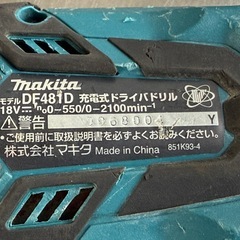 makita
モデル DF481D 充電式ドライバドリル
18V⎓ n₀0-550/0-2100min⁻¹
⚠警告 Y
ご使用前に取扱説明書をよくお読みください。
株式会社マキタ Made in China 851K93-4